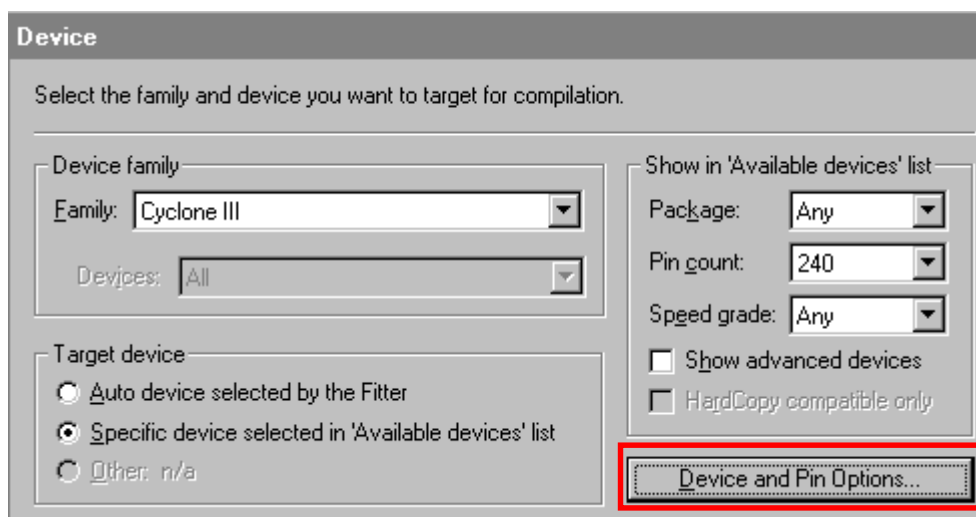 Device
Select the family and device you want to target for compilation.
Device family
Family: Cyclone III
Devices: All
Target device
Auto device selected by the Fitter
Specific device selected in 'Available devices' list
Other: n/a
Show in 'Available devices' list
Package: Any
Pin count: 240
Speed grade: Any
Show advanced devices
HardCopy compatible only
Device and Pin Options...